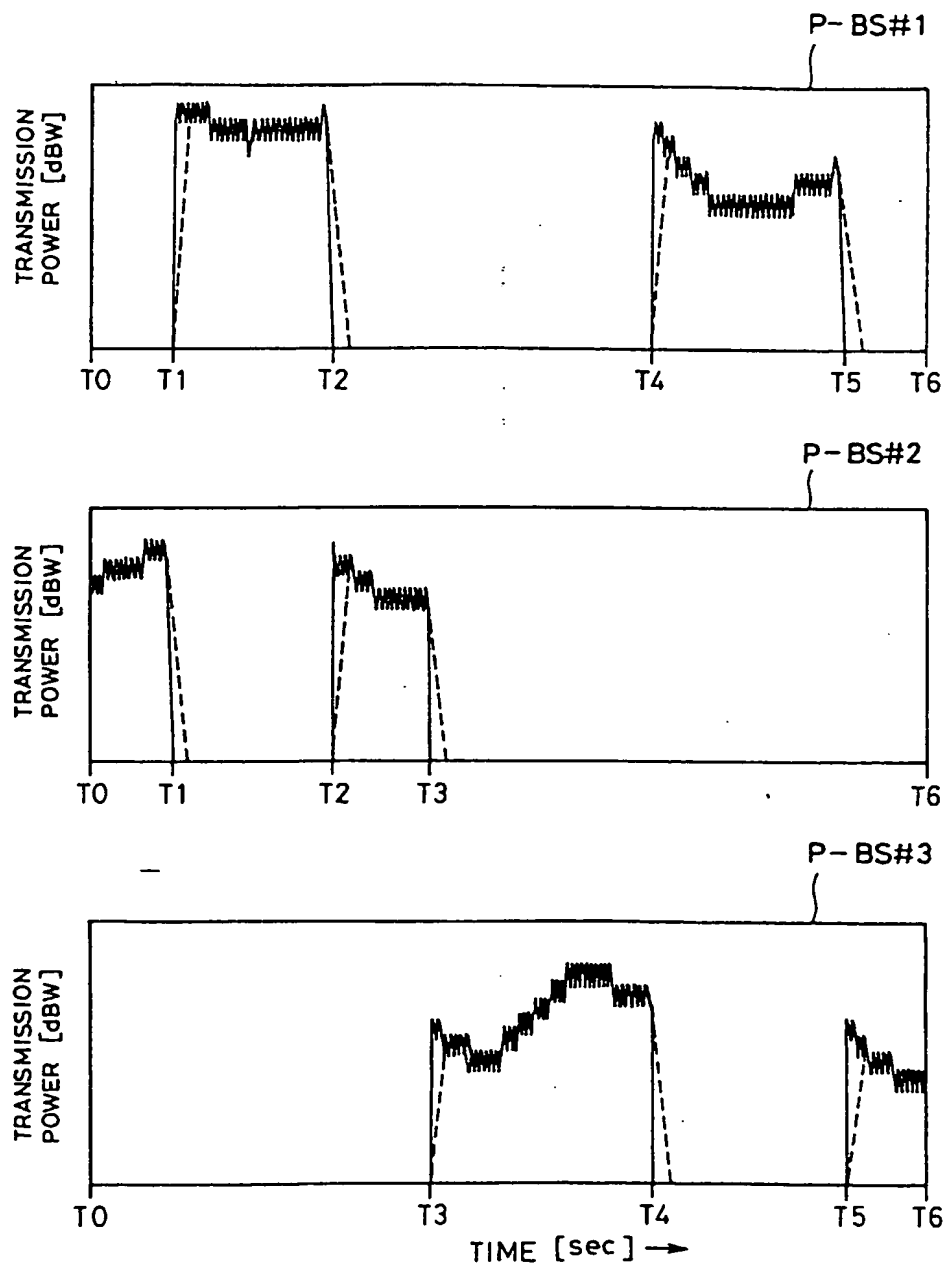 P-BS#1
TRANSMISSION
POWER [dBW]
T0 T1 T2 T4 T5 T6
P-BS#2
TRANSMISSION
POWER [dBW]
T0 T1 T2 T3 T6
P-BS#3
TRANSMISSION
POWER [dBW]
T0 T3 T4 T5 T6
TIME [sec] →